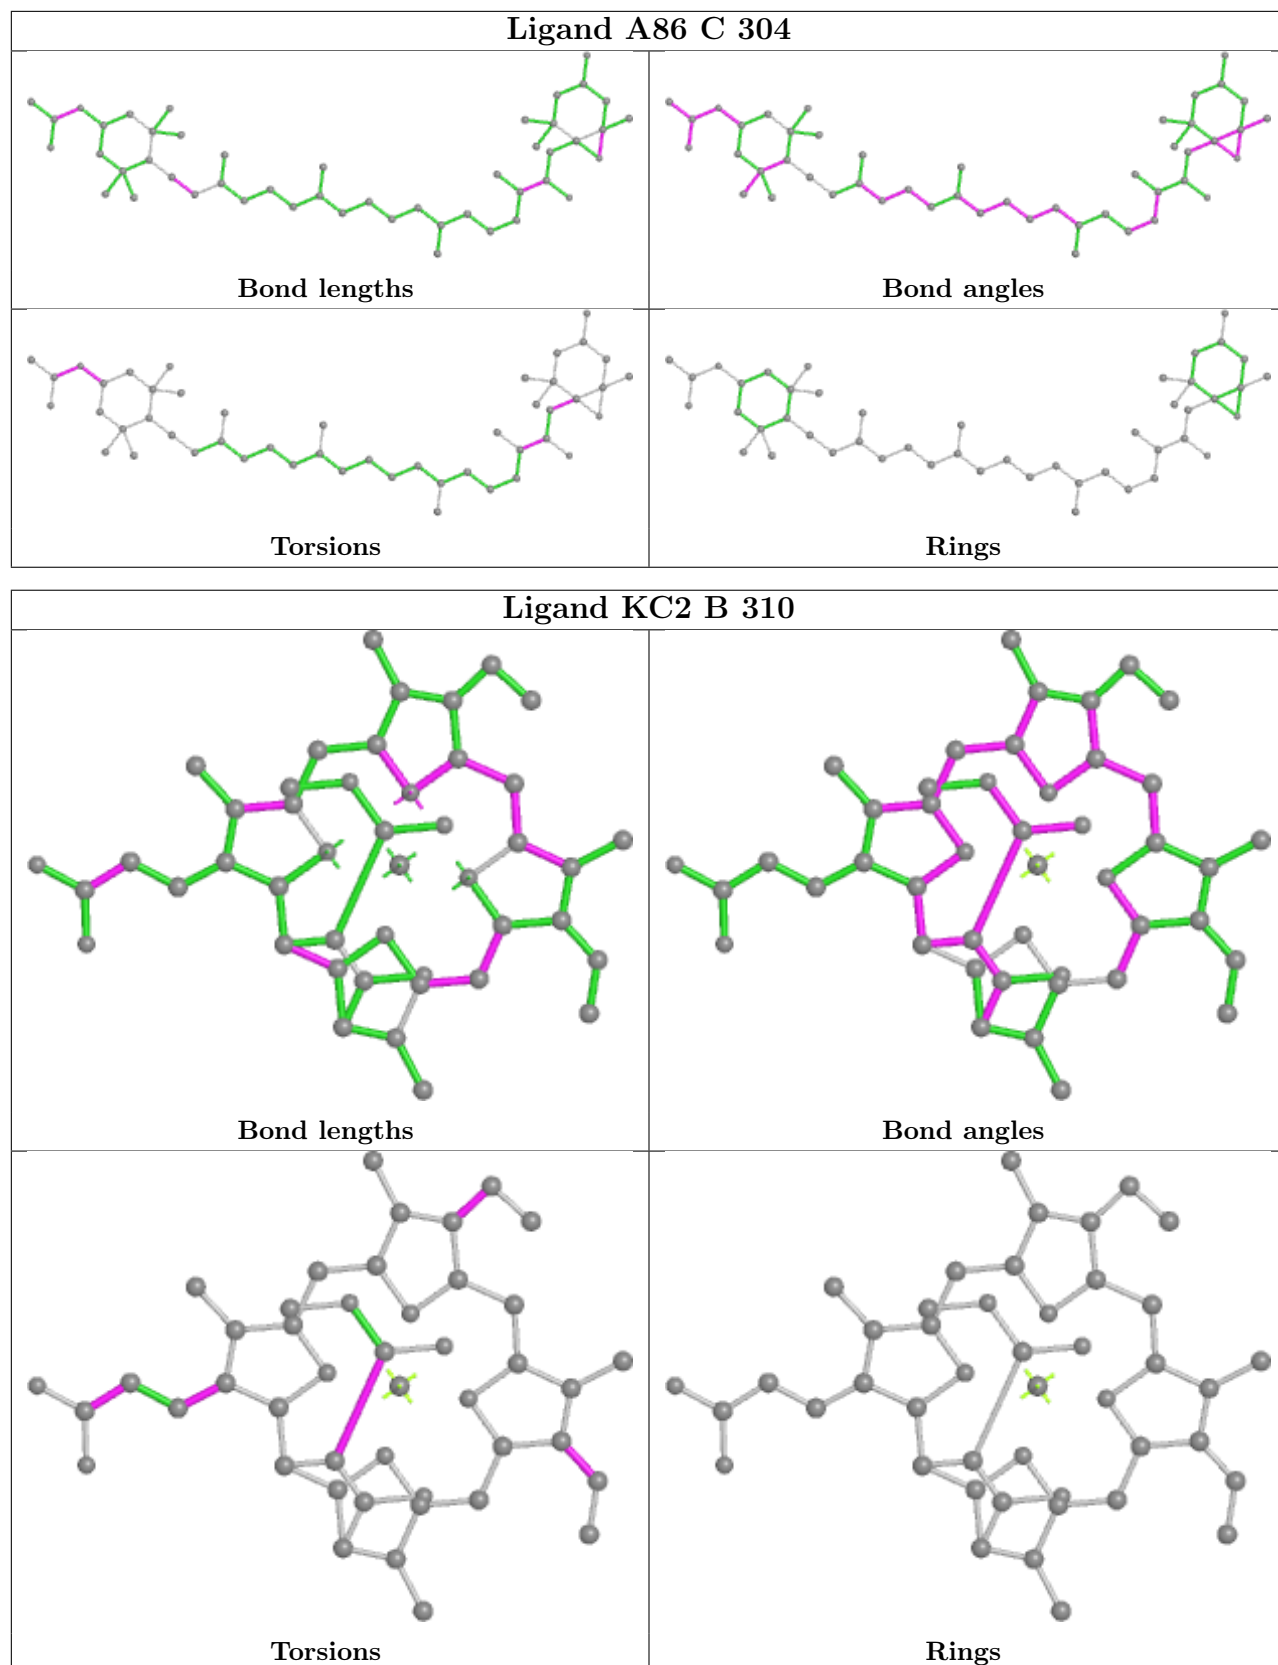 Ligand A86 C 304
Bond lengths
Bond angles
Torsions
Rings
Ligand KC2 B 310
Bond lengths
Bond angles
Torsions
Rings